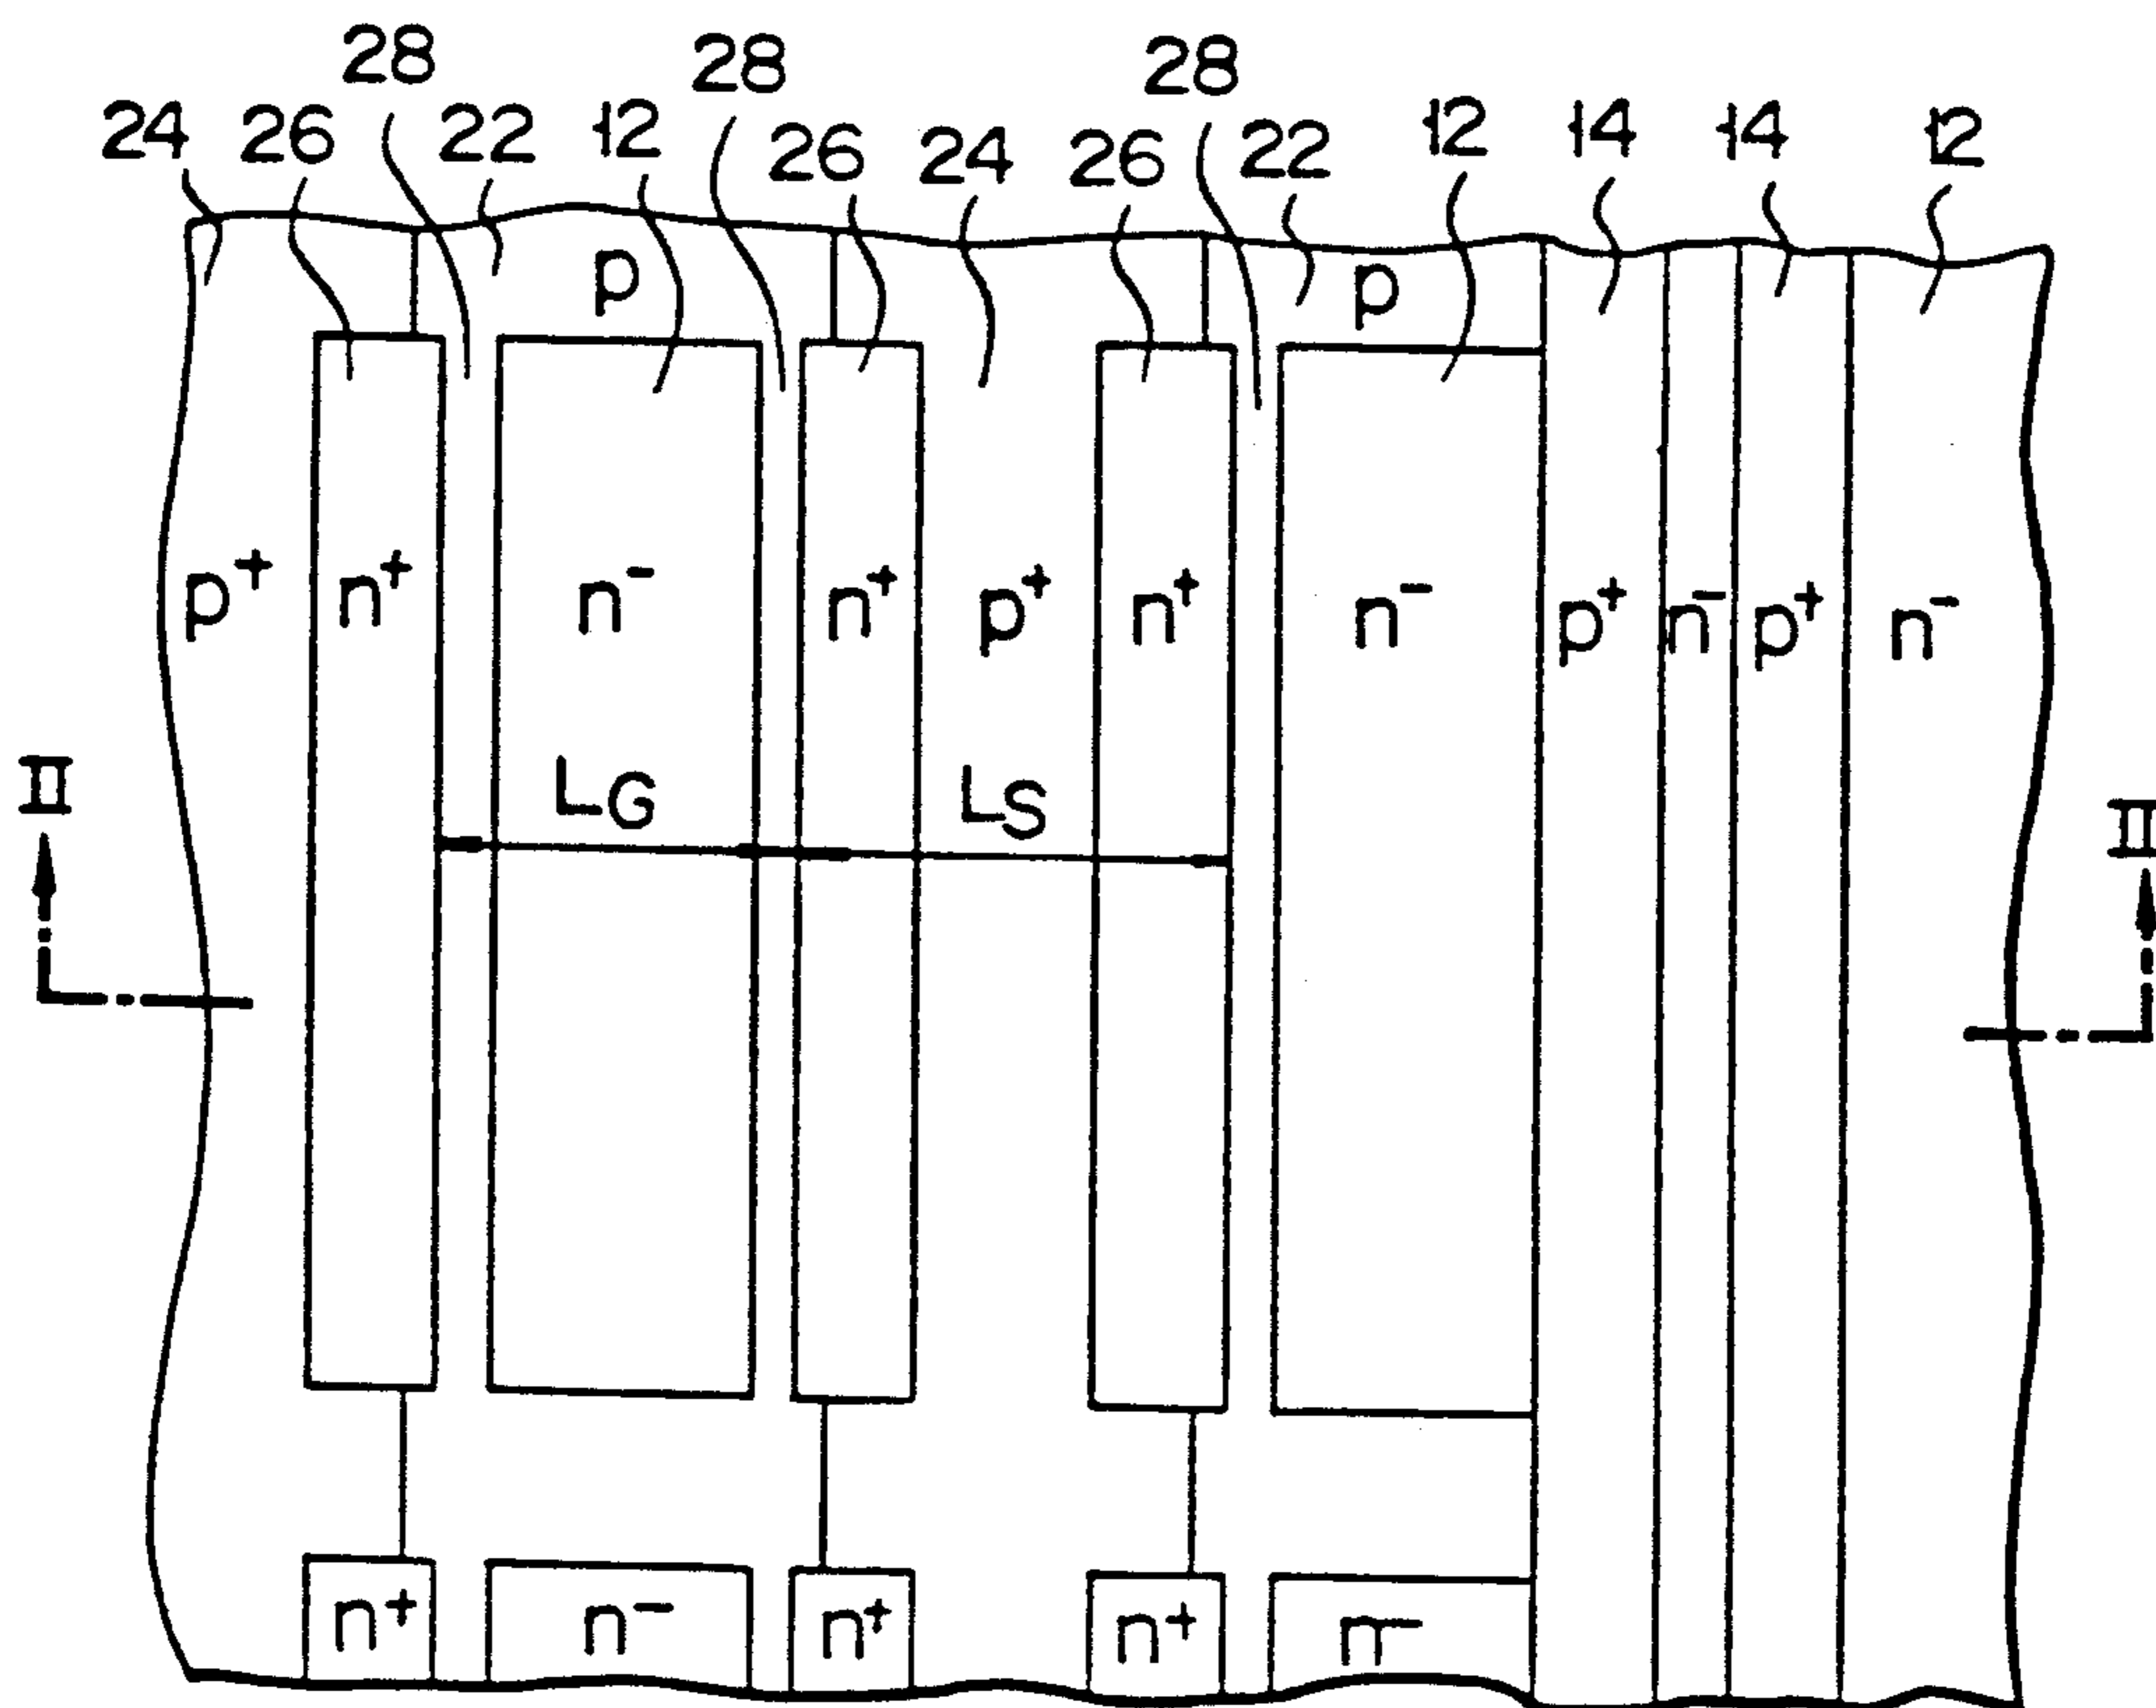 28 28 28
24 26 22 12 26 24 26 22 12 14 14 12
p p
p+ n+ n- n+ p+ n+ n- p+ n- p+ n-
LG LS
II II
n+ n- n+ n+ n-